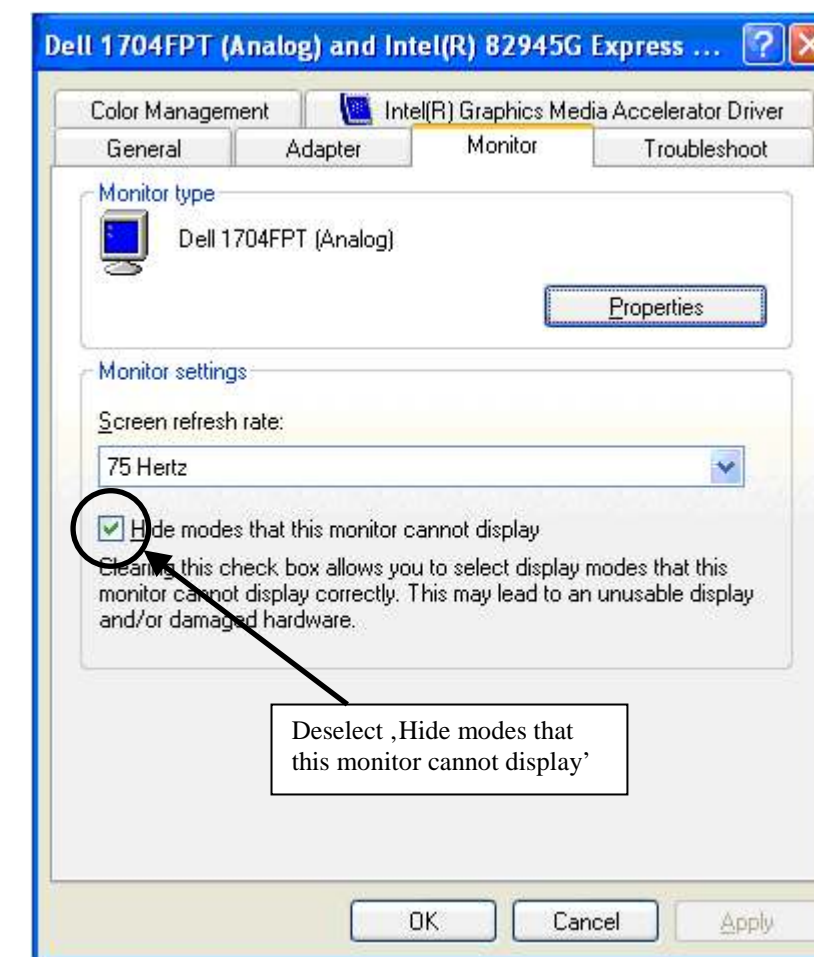 Dell 1704FPT (Analog) and Intel(R) 82945G Express ...
Color Management
Intel(R) Graphics Media Accelerator Driver
General
Adapter
Monitor
Troubleshoot
Monitor type
Dell 1704FPT (Analog)
Properties
Monitor settings
Screen refresh rate:
75 Hertz
Hide modes that this monitor cannot display
Clearing this check box allows you to select display modes that this
monitor cannot display correctly. This may lead to an unusable display
and/or damaged hardware.
Deselect ‚Hide modes that
this monitor cannot display’
OK
Cancel
Apply